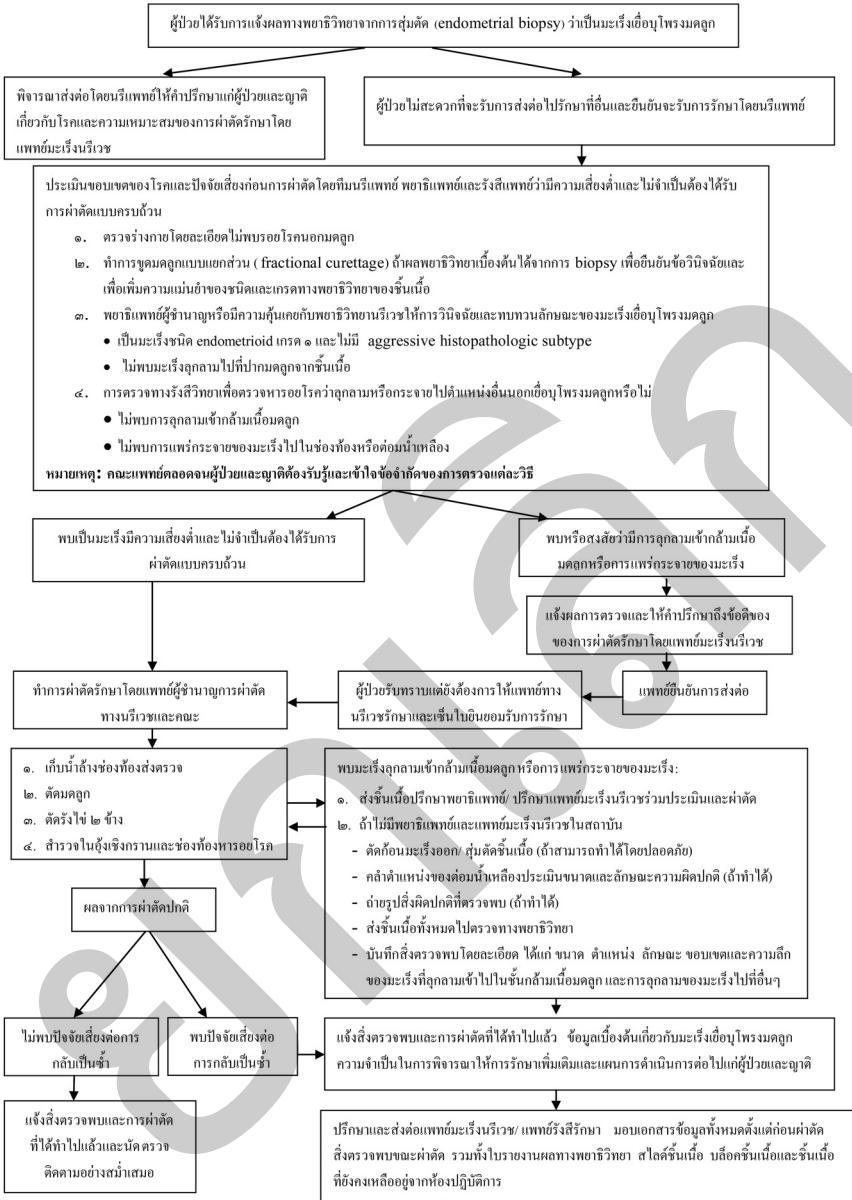 ผู้ป่วยได้รับการแจ้งผลทางพยาธิวิทยาจากการสุ่มตัด (endometrial biopsy) ว่าเป็นมะเร็งเยื่อบุโพรงมดลูก
พิจารณาส่งต่อโดยนรีแพทย์ให้คำปรึกษาแก่ผู้ป่วยและญาติ
เกี่ยวกับโรคและความเหมาะสมของการผ่าตัดรักษาโดย
แพทย์มะเร็งนรีเวช
ผู้ป่วยไม่สะดวกที่จะรับการส่งต่อไปรักษาที่อื่นและยืนยันจะรับการรักษาโดยนรีแพทย์
ประเมินขอบเขตของโรคและปัจจัยเสี่ยงก่อนการผ่าตัดโดยทีมนรีแพทย์ พยาธิแพทย์และรังสีแพทย์ว่ามีความเสี่ยงต่ำและไม่จำเป็นต้องได้รับ
การผ่าตัดแบบครบถ้วน
๑. ตรวจร่างกายโดยละเอียดไม่พบรอยโรคนอกมดลูก
๒. ทำการขูดมดลูกแบบแยกส่วน (fractional curettage) ถ้าผลพยาธิวิทยาเบื้องต้นได้จากการ biopsy เพื่อยืนยันข้อวินิจฉัยและ
เพื่อเพิ่มความแม่นยำของชนิดและเกรดทางพยาธิวิทยาของชิ้นเนื้อ
๓. พยาธิแพทย์ผู้ชำนาญหรือมีความคุ้นเคยกับพยาธิวิทยานรีเวชให้การวินิจฉัยและทบทวนลักษณะของมะเร็งเยื่อบุโพรงมดลูก
• เป็นมะเร็งชนิด endometrioid เกรด ๑ และไม่มี aggressive histopathologic subtype
• ไม่พบมะเร็งลุกลามไปที่ปากมดลูกจากชิ้นเนื้อ
๔. การตรวจทางรังสีวิทยาเพื่อตรวจหารอยโรคว่าลุกลามหรือกระจายไปตำแหน่งอื่นนอกเยื่อบุโพรงมดลูกหรือไม่
• ไม่พบการลุกลามเข้ากล้ามเนื้อมดลูก
• ไม่พบการแพร่กระจายของมะเร็งไปในช่องท้องหรือต่อมน้ำเหลือง
หมายเหตุ: คณะแพทย์ตลอดจนผู้ป่วยและญาติต้องรับรู้และเข้าใจข้อจำกัดของการตรวจแต่ละวิธี
พบเป็นมะเร็งมีความเสี่ยงต่ำและไม่จำเป็นต้องได้รับการ
ผ่าตัดแบบครบถ้วน
พบหรือสงสัยว่ามีการลุกลามเข้ากล้ามเนื้อ
มดลูกหรือการแพร่กระจายของมะเร็ง
แจ้งผลการตรวจและให้คำปรึกษาถึงข้อดีของ
ของการผ่าตัดรักษาโดยแพทย์มะเร็งนรีเวช
ทำการผ่าตัดรักษาโดยแพทย์ผู้ชำนาญการผ่าตัด
ทางนรีเวชและคณะ
ผู้ป่วยรับทราบแต่ยังต้องการให้แพทย์ทาง
นรีเวชรักษาและเซ็นใบยินยอมรับการรักษา
แพทย์ยืนยันการส่งต่อ
๑. เก็บน้ำล้างช่องท้องส่งตรวจ
๒. ตัดมดลูก
๓. ตัดรังไข่ ๒ ข้าง
๔. สำรวจในอุ้งเชิงกรานและช่องท้องหารอยโรค
พบมะเร็งลุกลามเข้ากล้ามเนื้อมดลูกหรือการแพร่กระจายของมะเร็ง:
๑. ส่งชิ้นเนื้อปรึกษาพยาธิแพทย์/ ปรึกษาแพทย์มะเร็งนรีเวชร่วมประเมินและผ่าตัด
๒. ถ้าไม่มีพยาธิแพทย์และแพทย์มะเร็งนรีเวชในสถาบัน
- ตัดก้อนมะเร็งออก/ สุ่มตัดชิ้นเนื้อ (ถ้าสามารถทำได้โดยปลอดภัย)
- คลำตำแหน่งของต่อมน้ำเหลืองประเมินขนาดและลักษณะความผิดปกติ (ถ้าทำได้)
- ถ่ายรูปสิ่งผิดปกติที่ตรวจพบ (ถ้าทำได้)
- ส่งชิ้นเนื้อทั้งหมดไปตรวจทางพยาธิวิทยา
- บันทึกสิ่งตรวจพบโดยละเอียด ได้แก่ ขนาด ตำแหน่ง ลักษณะ ขอบเขตและความลึก
ของมะเร็งที่ลุกลามเข้าไปในชั้นกล้ามเนื้อมดลูก และการลุกลามของมะเร็งไปที่อื่นๆ
ผลจากการผ่าตัดปกติ
ไม่พบปัจจัยเสี่ยงต่อการ
กลับเป็นซ้ำ
พบปัจจัยเสี่ยงต่อ
การกลับเป็นซ้ำ
แจ้งสิ่งตรวจพบและการผ่าตัดที่ได้ทำไปแล้ว ข้อมูลเบื้องต้นเกี่ยวกับมะเร็งเยื่อบุโพรงมดลูก
ความจำเป็นในการพิจารณาให้การรักษาเพิ่มเติมและแผนการดำเนินการต่อไปแก่ผู้ป่วยและญาติ
แจ้งสิ่งตรวจพบและการผ่าตัด
ที่ได้ทำไปแล้วและนัดตรวจ
ติดตามอย่างสม่ำเสมอ
ปรึกษาและส่งต่อแพทย์มะเร็งนรีเวช/ แพทย์รังสีรักษา มอบเอกสารข้อมูลทั้งหมดตั้งแต่ก่อนผ่าตัด
สิ่งตรวจพบขณะผ่าตัด รวมทั้งใบรายงานผลทางพยาธิวิทยา สไลด์ชิ้นเนื้อ บล็อคชิ้นเนื้อและชิ้นเนื้อ
ที่ยังคงเหลืออยู่จากห้องปฏิบัติการ
ยกเลิก